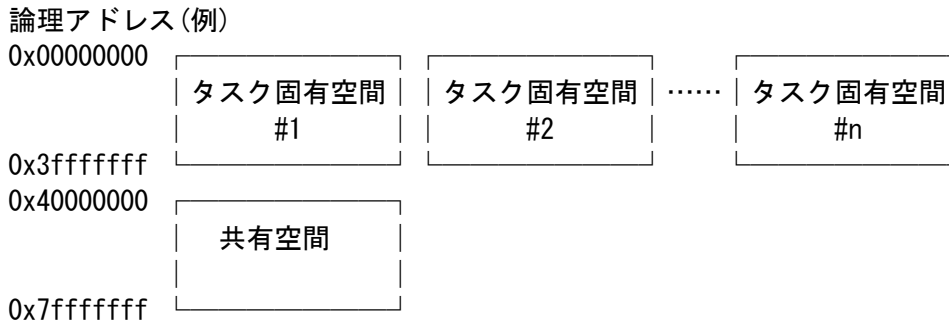 論理アドレス(例)
0x00000000
タスク固有空間 タスク固有空間 …… タスク固有空間
#1 #2 #n
0x3fffffff
0x40000000
共有空間
0x7fffffff